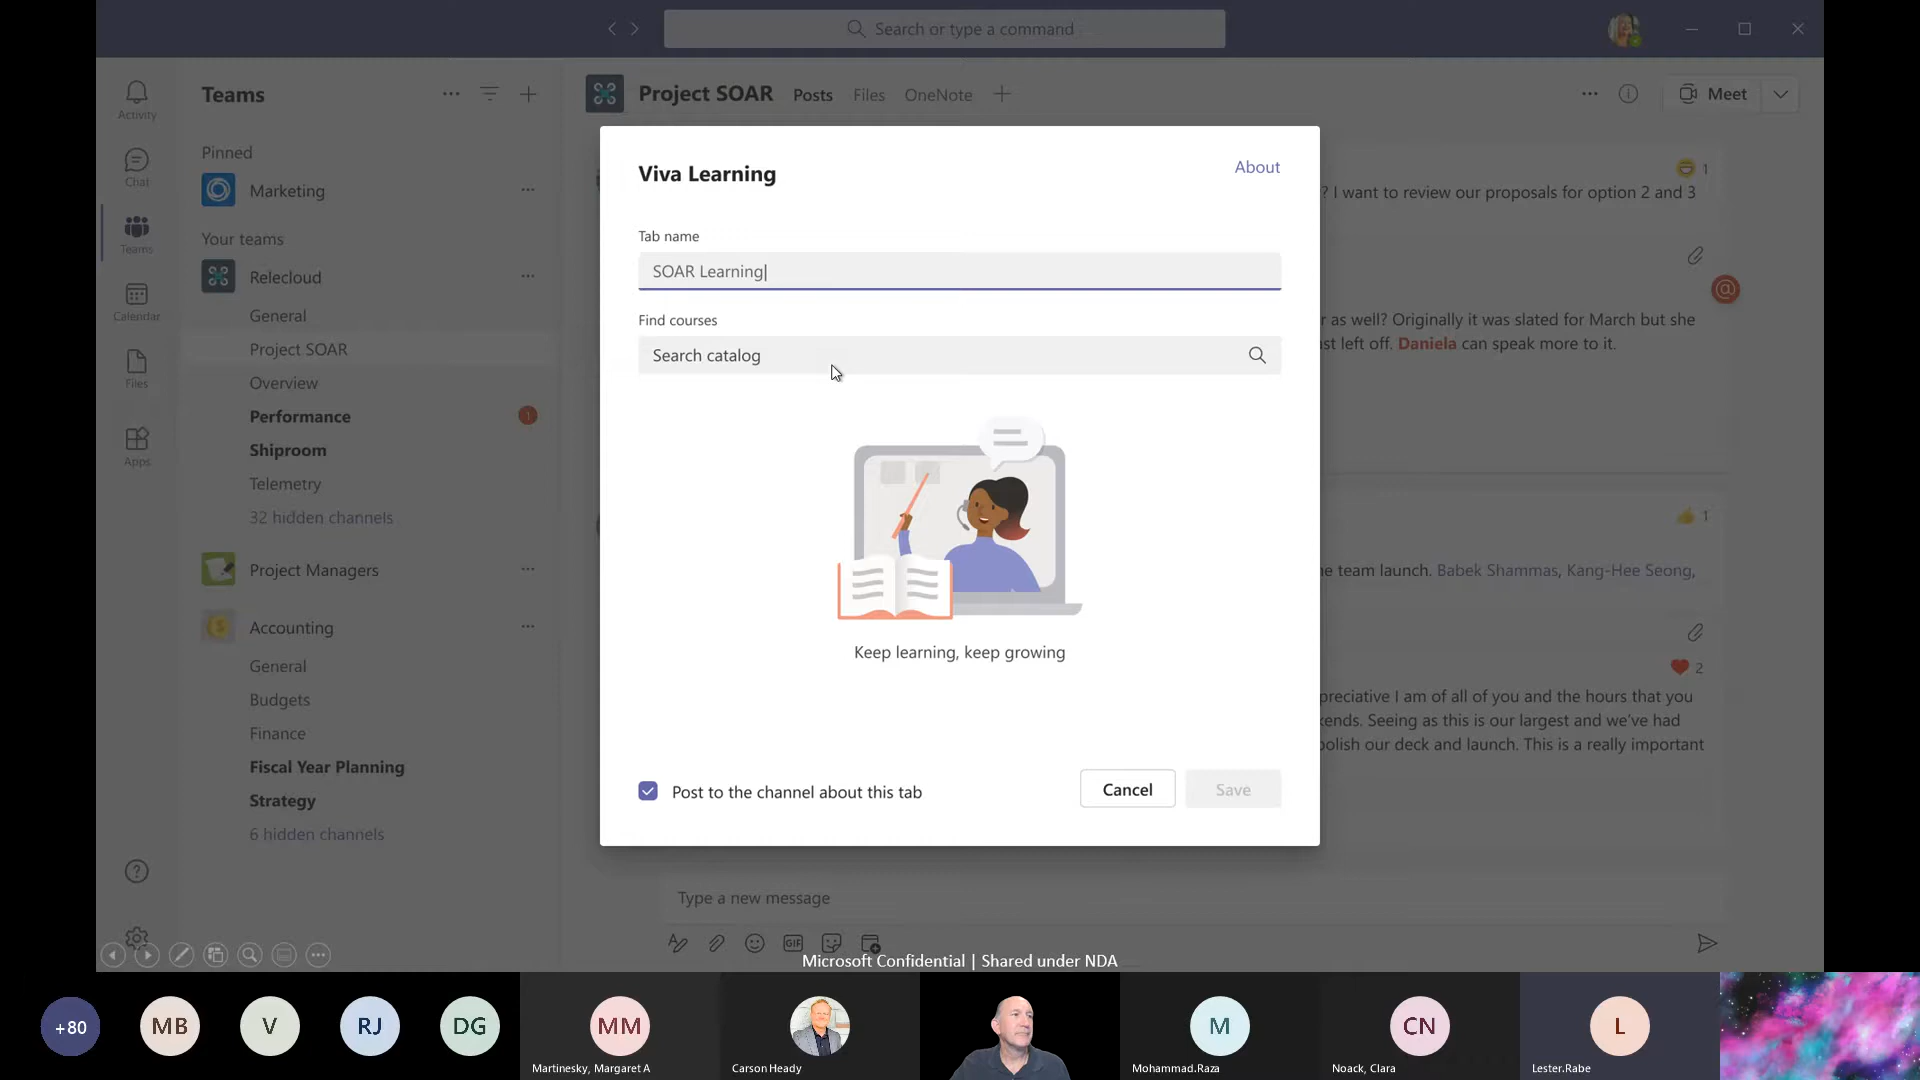 Search or type a command
Activity
Chat
Teams
Calendar
Files
Apps
Teams
Pinned
Marketing
Your teams
Relecloud
General
Project SOAR
Overview
Performance
1
Shiproom
Telemetry
32 hidden channels
Project Managers
Accounting
General
Budgets
Finance
Fiscal Year Planning
Strategy
6 hidden channels
Project SOAR Posts Files OneNote
Meet
Viva Learning
About
Tab name
SOAR Learning
Find courses
Search catalog
Keep learning, keep growing
Post to the channel about this tab
Cancel
Save
1
? I want to review our proposals for option 2 and 3
@
as well? Originally it was slated for March but she
left off. Daniela can speak more to it.
1
team launch. Babek Shammas, Kang-Hee Seong,
2
I am of all of you and the hours that you
Seeing as this is our largest and we've had
our deck and launch. This is a really important
Type a new message
GIF
Microsoft Confidential | Shared under NDA
+80
MB
V
RJ
DG
MM
Martinesky, Margaret A
Carson Heady
M
Mohammad.Raza
CN
Noack, Clara
L
Lester.Rabe